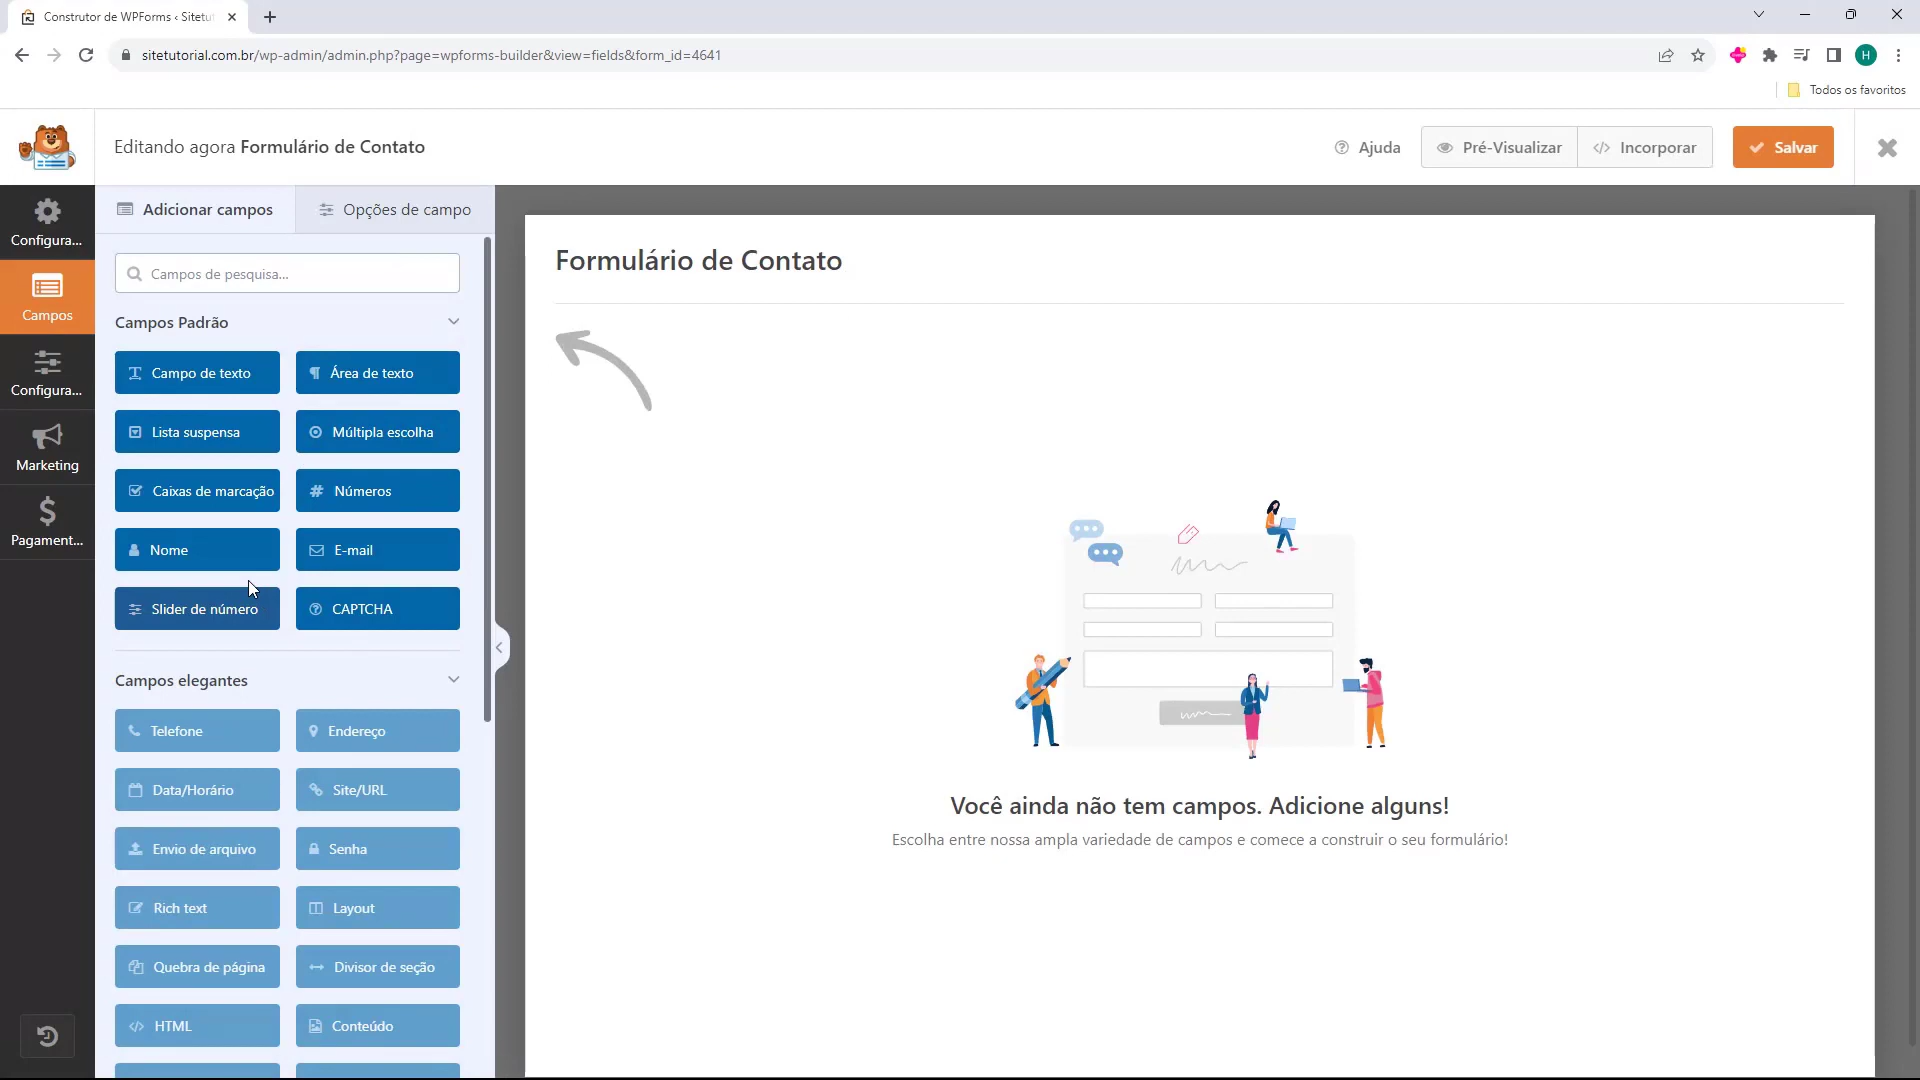 Construtor de WPForms ‹ Sitetu
sitetutorial.com.br/wp-admin/admin.php?page=wpforms-builder&view=fields&form_id=4641
H
Todos os favoritos
Editando agora Formulário de Contato
Ajuda
Pré-Visualizar
Incorporar
Salvar
Configura...
Campos
Configura...
Marketing
Pagament...
Adicionar campos
Opções de campo
Campos de pesquisa...
Campos Padrão
Campo de texto
Área de texto
Lista suspensa
Múltipla escolha
Caixas de marcação
Números
Nome
E-mail
Slider de número
CAPTCHA
Campos elegantes
Telefone
Endereço
Data/Horário
Site/URL
Envio de arquivo
Senha
Rich text
Layout
Quebra de página
Divisor de seção
HTML
Conteúdo
Formulário de Contato
Você ainda não tem campos. Adicione alguns!
Escolha entre nossa ampla variedade de campos e comece a construir o seu formulário!